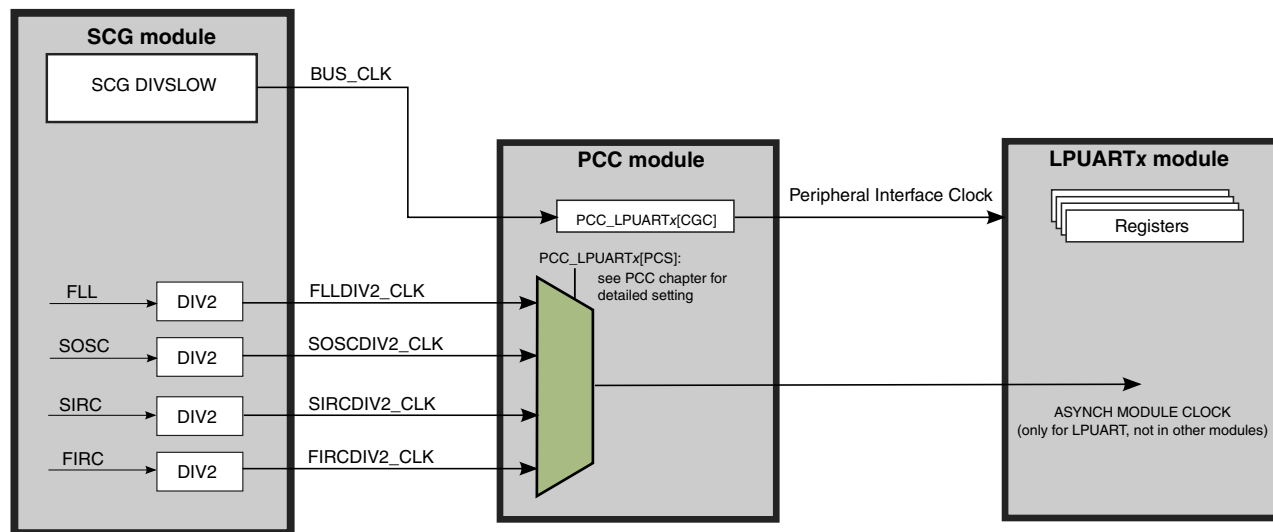 SCG module
SCG DIVSLOW
BUS_CLK
PCC module
LPUARTx module
PCC_LPUARTx[CGC]
Peripheral Interface Clock
Registers
PCC_LPUARTx[PCS]:
see PCC chapter for
detailed setting
FLL
DIV2
FLLDIV2_CLK
SOSC
DIV2
SOSCDIV2_CLK
SIRC
DIV2
SIRCDIV2_CLK
FIRC
DIV2
FIRCDIV2_CLK
ASYNCH MODULE CLOCK
(only for LPUART, not in other modules)